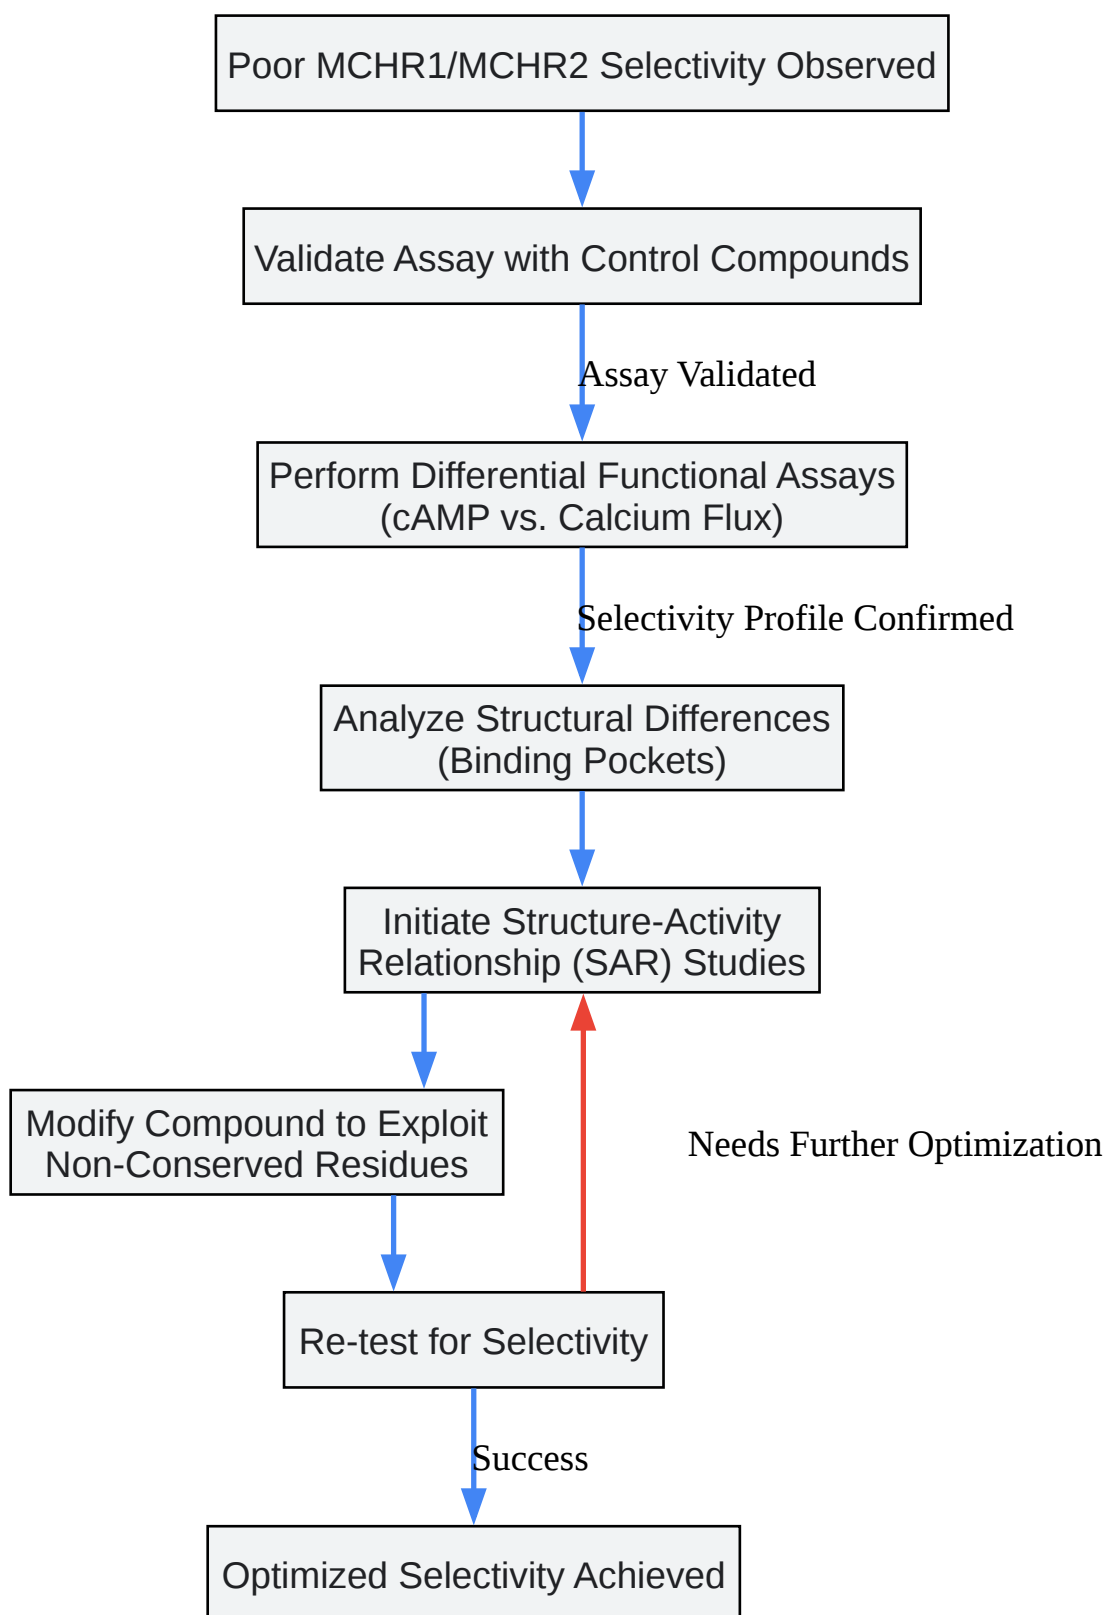 Poor MCHR1/MCHR2 Selectivity Observed
Validate Assay with Control Compounds
Assay Validated
Perform Differential Functional Assays
(cAMP vs. Calcium Flux)
Selectivity Profile Confirmed
Analyze Structural Differences
(Binding Pockets)
Initiate Structure-Activity
Relationship (SAR) Studies
Modify Compound to Exploit
Non-Conserved Residues
Needs Further Optimization
Re-test for Selectivity
Success
Optimized Selectivity Achieved